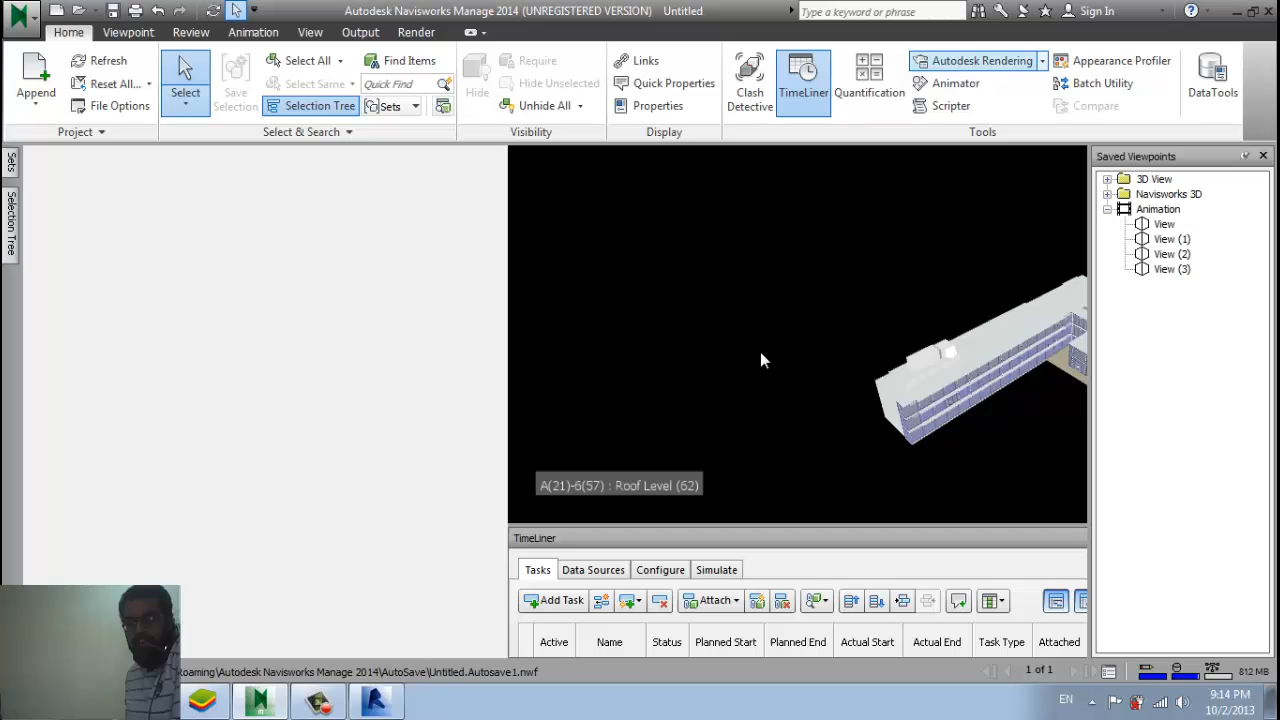 Autodesk Navisworks Manage 2014 (UNREGISTERED VERSION) Untitled
Type a keyword or phrase
Sign In
Home Viewpoint Review Animation View Output Render
Append
Refresh
Reset All...
File Options
Project
Select
Save Selection
Select All
Select Same
Selection Tree
Find Items
Quick Find
Sets
Select & Search
Hide
Require
Hide Unselected
Unhide All
Visibility
Links
Quick Properties
Properties
Display
Clash Detective
TimeLiner
Quantification
Autodesk Rendering
Animator
Scripter
Appearance Profiler
Batch Utility
Compare
Tools
DataTools
Sets
Selection Tree
Saved Viewpoints
3D View
Navisworks 3D
Animation
View
View (1)
View (2)
View (3)
A(21)-6(57) : Roof Level (62)
TimeLiner
Tasks Data Sources Configure Simulate
Add Task
Attach
Active Name Status Planned Start Planned End Actual Start Actual End Task Type Attached
oaming\Autodesk Navisworks Manage 2014\AutoSave\Untitled.Autosave1.nwf
1 of 1
812 MB
EN
9:14 PM
10/2/2013